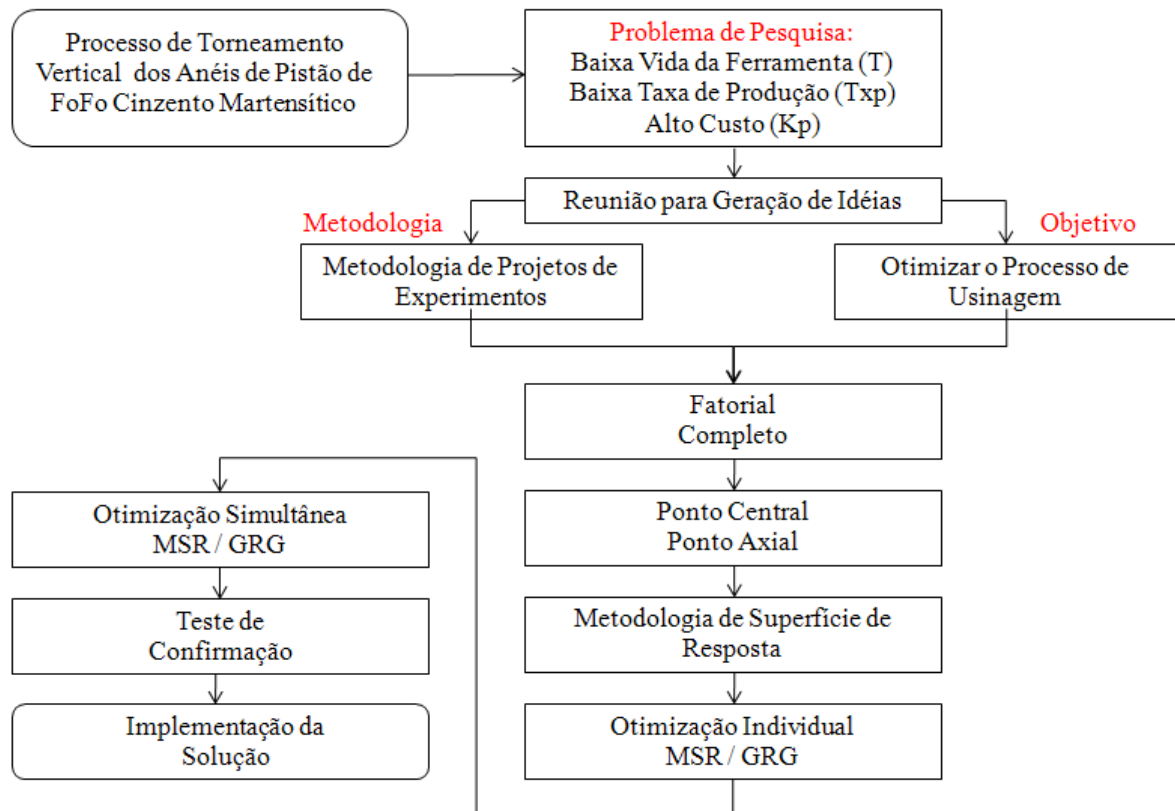 Processo de Torneamento
Vertical dos Anéis de Pistão de
FoFo Cinzento Martensítico
Problema de Pesquisa:
Baixa Vida da Ferramenta (T)
Baixa Taxa de Produção (Txp)
Alto Custo (Kp)
Reunião para Geração de Idéias
Metodologia
Objetivo
Metodologia de Projetos de
Experimentos
Otimizar o Processo de
Usinagem
Fatorial
Completo
Ponto Central
Ponto Axial
Metodologia de Superfície de
Resposta
Otimização Individual
MSR / GRG
Otimização Simultânea
MSR / GRG
Teste de
Confirmação
Implementação da
Solução